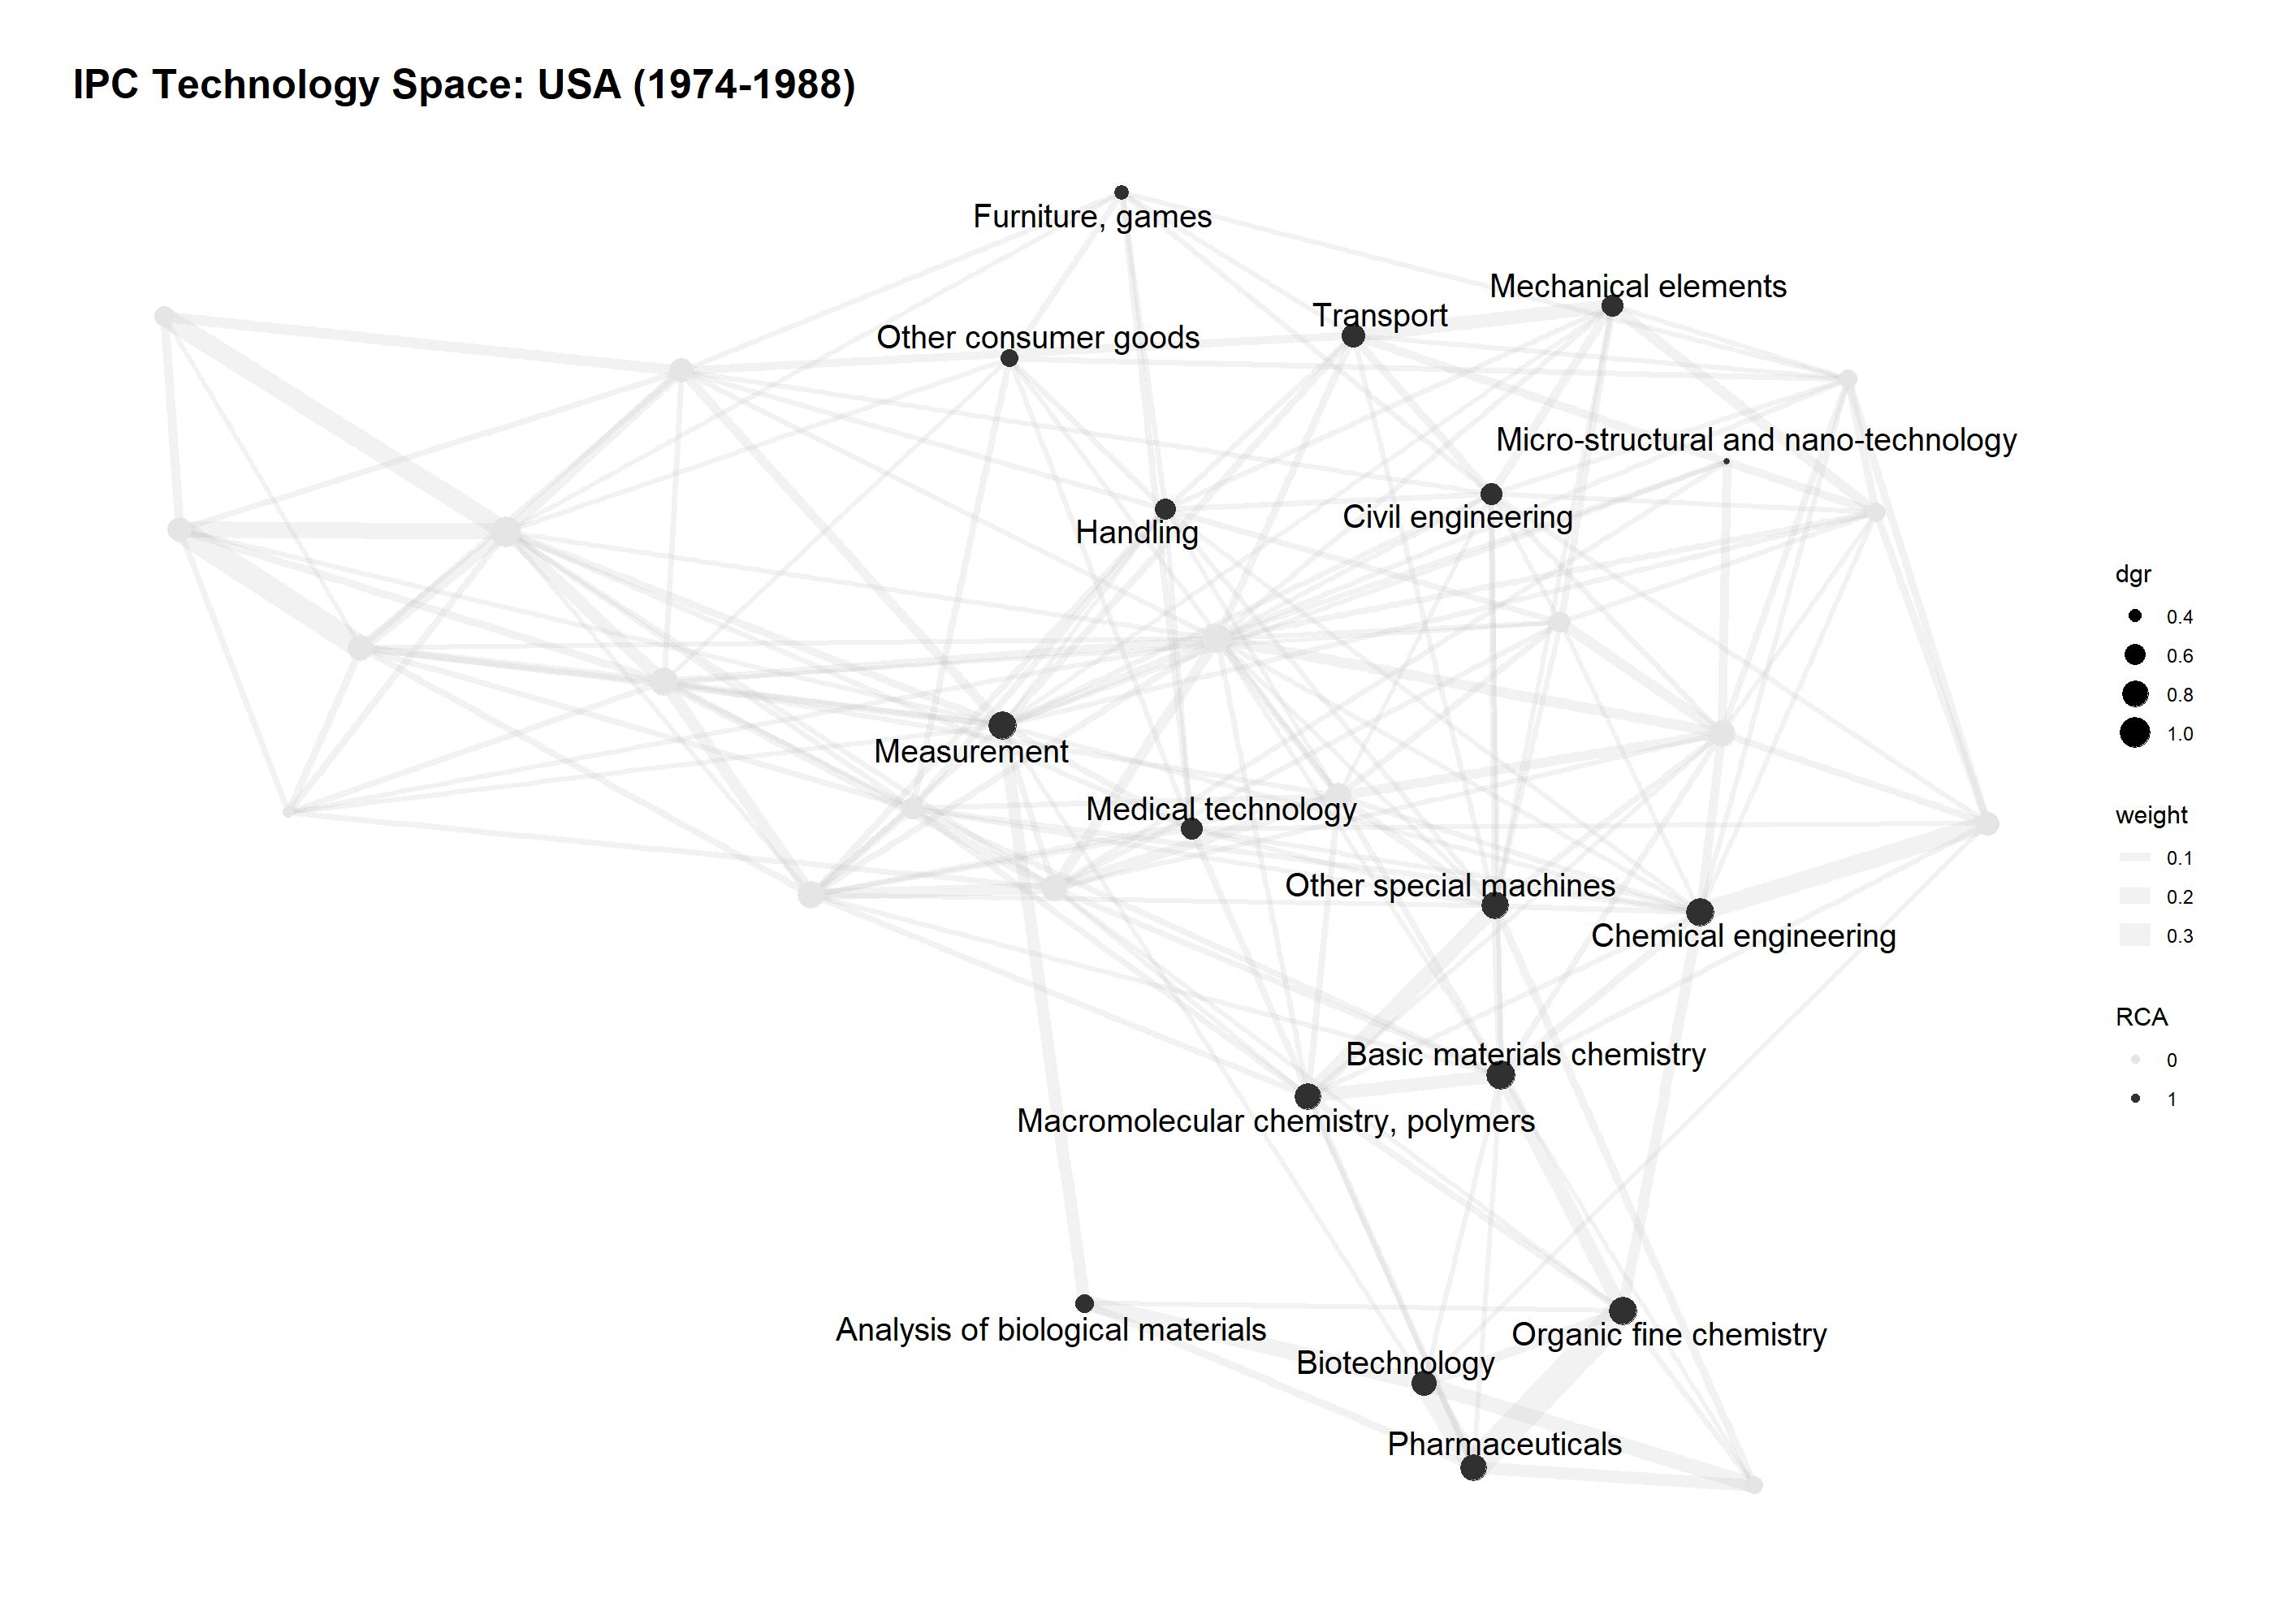 IPC Technology Space: USA (1974-1988)
Furniture, games
Mechanical elements
Transport
Other consumer goods
Micro-structural and nano-technology
Handling
Civil engineering
Measurement
Medical technology
Other special machines
Chemical engineering
Basic materials chemistry
Macromolecular chemistry, polymers
Analysis of biological materials
Organic fine chemistry
Biotechnology
Pharmaceuticals
dgr
0.4
0.6
0.8
1.0
weight
0.1
0.2
0.3
RCA
0
1